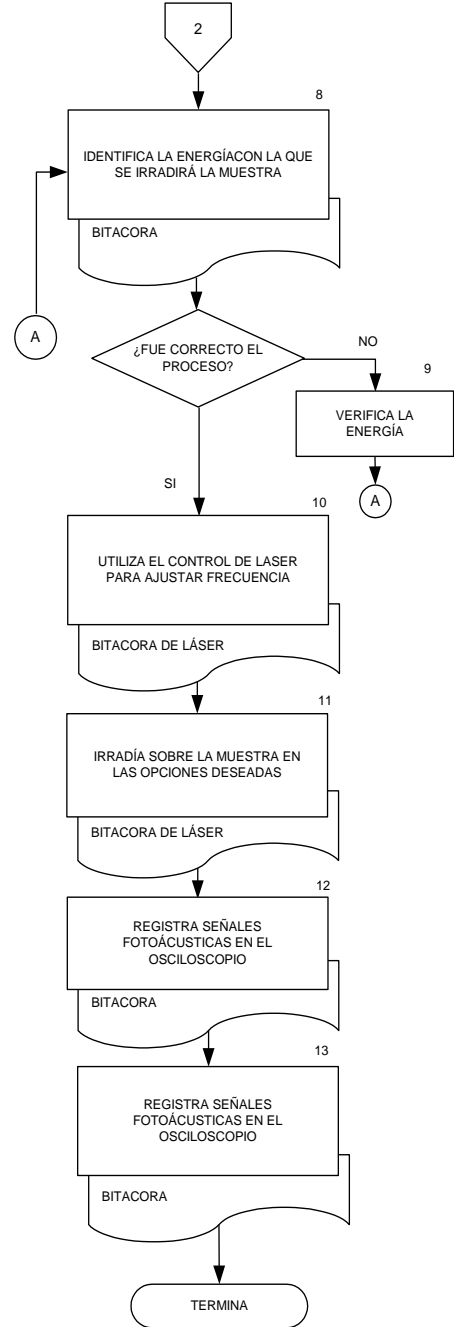 2
8
IDENTIFICA LA ENERGÍACON LA QUE
SE IRRADIRÁ LA MUESTRA
BITACORA
A
¿FUE CORRECTO EL
PROCESO?
NO
9
VERIFICA LA
ENERGÍA
A
SI
10
UTILIZA EL CONTROL DE LASER
PARA AJUSTAR FRECUENCIA
BITACORA DE LÁSER
11
IRRADÍA SOBRE LA MUESTRA EN
LAS OPCIONES DESEADAS
BITACORA DE LÁSER
12
REGISTRA SEÑALES
FOTOÁCUSTICAS EN EL
OSCILOSCOPIO
BITACORA
13
REGISTRA SEÑALES
FOTOÁCUSTICAS EN EL
OSCILOSCOPIO
BITACORA
TERMINA